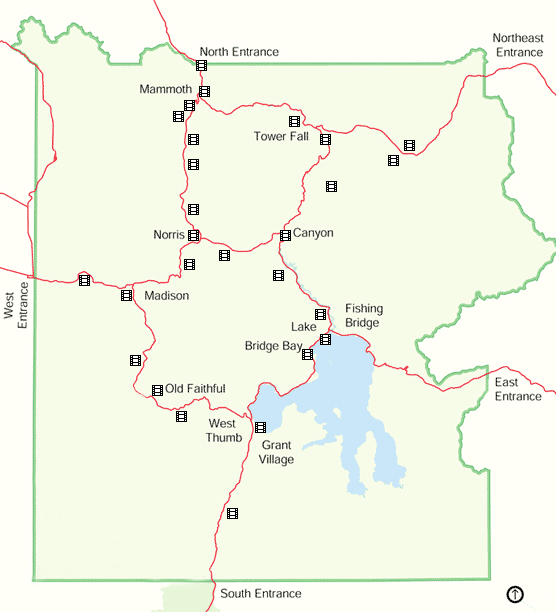 Northeast
Entrance
North Entrance
Mammoth
Tower Fall
Norris
Canyon
West
Entrance
Madison
Fishing
Bridge
Lake
Bridge Bay
Old Faithful
East
Entrance
West
Thumb
Grant
Village
South Entrance